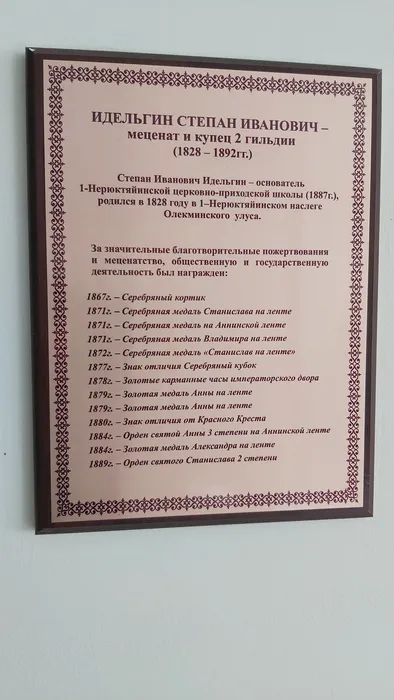 ИДЕЛЬГИН СТЕПАН ИВАНОВИЧ –
меценат и купец 2 гильдии
(1828 – 1892гг.)
Степан Иванович Идельгин – основатель
1-Нерюктяйинской церковно-приходской школы (1887г.),
родился в 1828 году в 1–Нерюктяйинском наслеге
Олекминского улуса.
За значительные благотворительные пожертвования
и меценатство, общественную и государственную
деятельность был награжден:
1867г. – Серебряный кортик
1871г. – Серебряная медаль Станислава на ленте
1871г. – Серебряная медаль на Аннинской ленте
1871г. – Серебряная медаль Владимира на ленте
1872г. – Серебряная медаль «Станислав на ленте»
1877г. – Знак отличия Серебряный кубок
1878г. – Золотые карманные часы императорского двора
1879г. – Золотая медаль Анны на ленте
1879г. – Золотая медаль Анны на ленте
1880г. – Знак отличия от Красного Креста
1884г. – Орден святой Анны 3 степени на Аннинской ленте
1884г. – Золотая медаль Александра на ленте
1889г. – Орден святого Станислава 2 степени